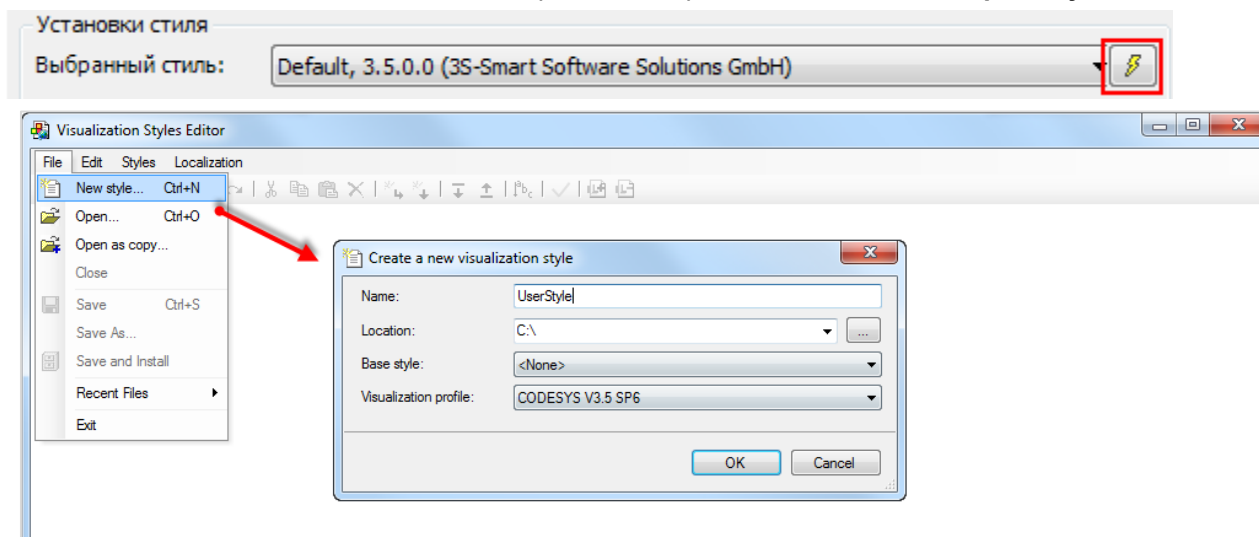 Установки стиля
Выбранный стиль: Default, 3.5.0.0 (3S-Smart Software Solutions GmbH)
Visualization Styles Editor
File Edit Styles Localization
New style... Ctrl+N
Open... Ctrl+O
Open as copy...
Close
Save Ctrl+S
Save As...
Save and Install
Recent Files
Exit
Create a new visualization style
Name: UserStyle
Location: C:\ ...
Base style: <None>
Visualization profile: CODESYS V3.5 SP6
OK Cancel